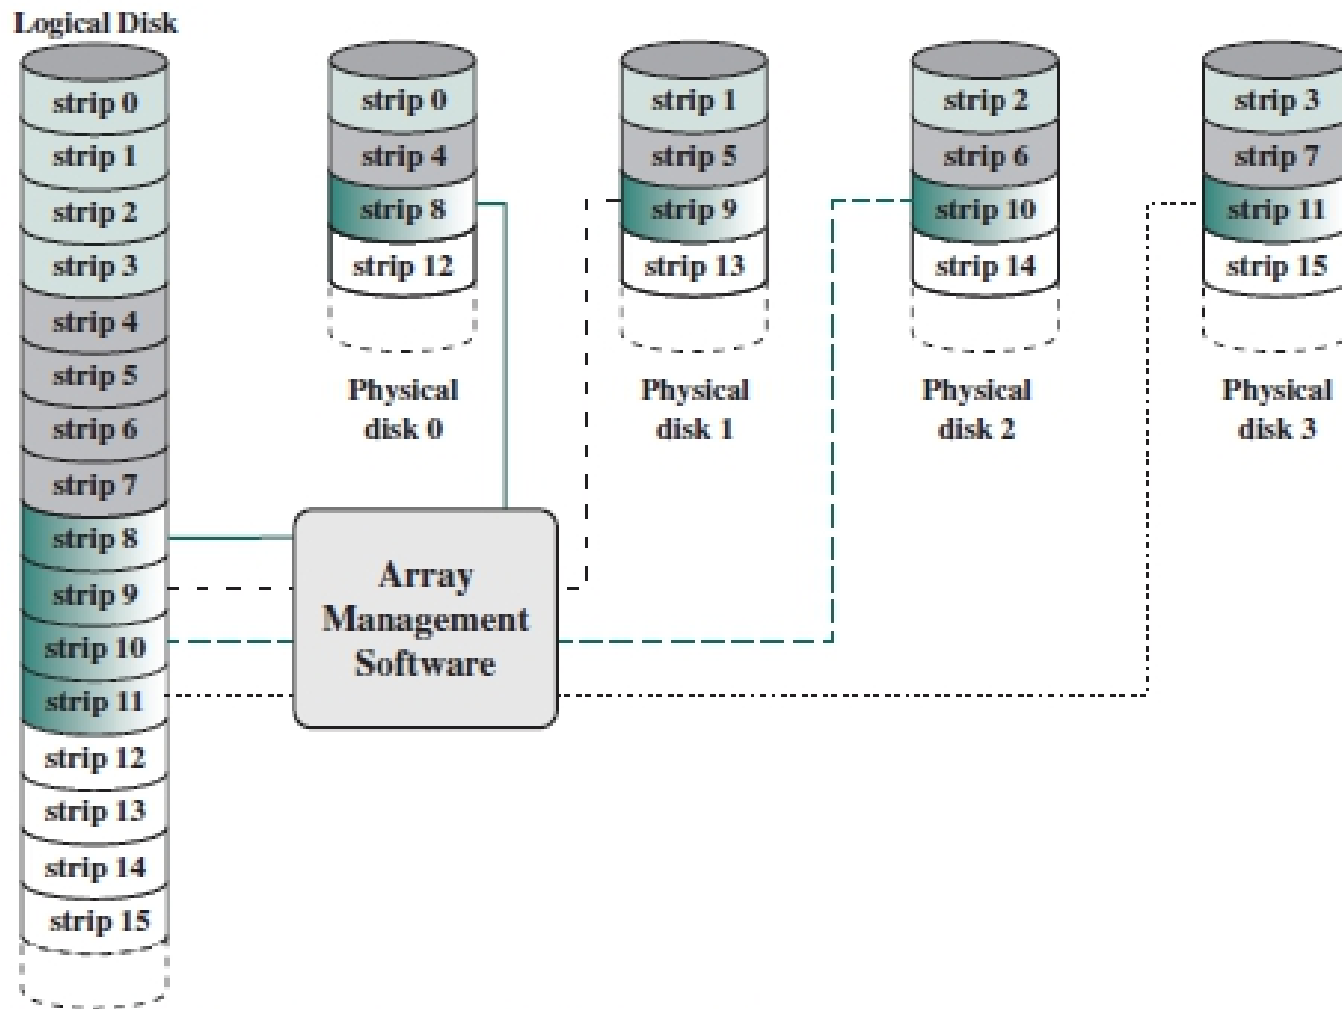 Logical Disk
strip 0
strip 1
strip 2
strip 3
strip 4
strip 5
strip 6
strip 7
strip 8
strip 9
strip 10
strip 11
strip 12
strip 13
strip 14
strip 15
strip 0
strip 4
strip 8
strip 12
Physical
disk 0
strip 1
strip 5
strip 9
strip 13
Physical
disk 1
strip 2
strip 6
strip 10
strip 14
Physical
disk 2
strip 3
strip 7
strip 11
strip 15
Physical
disk 3
Array
Management
Software